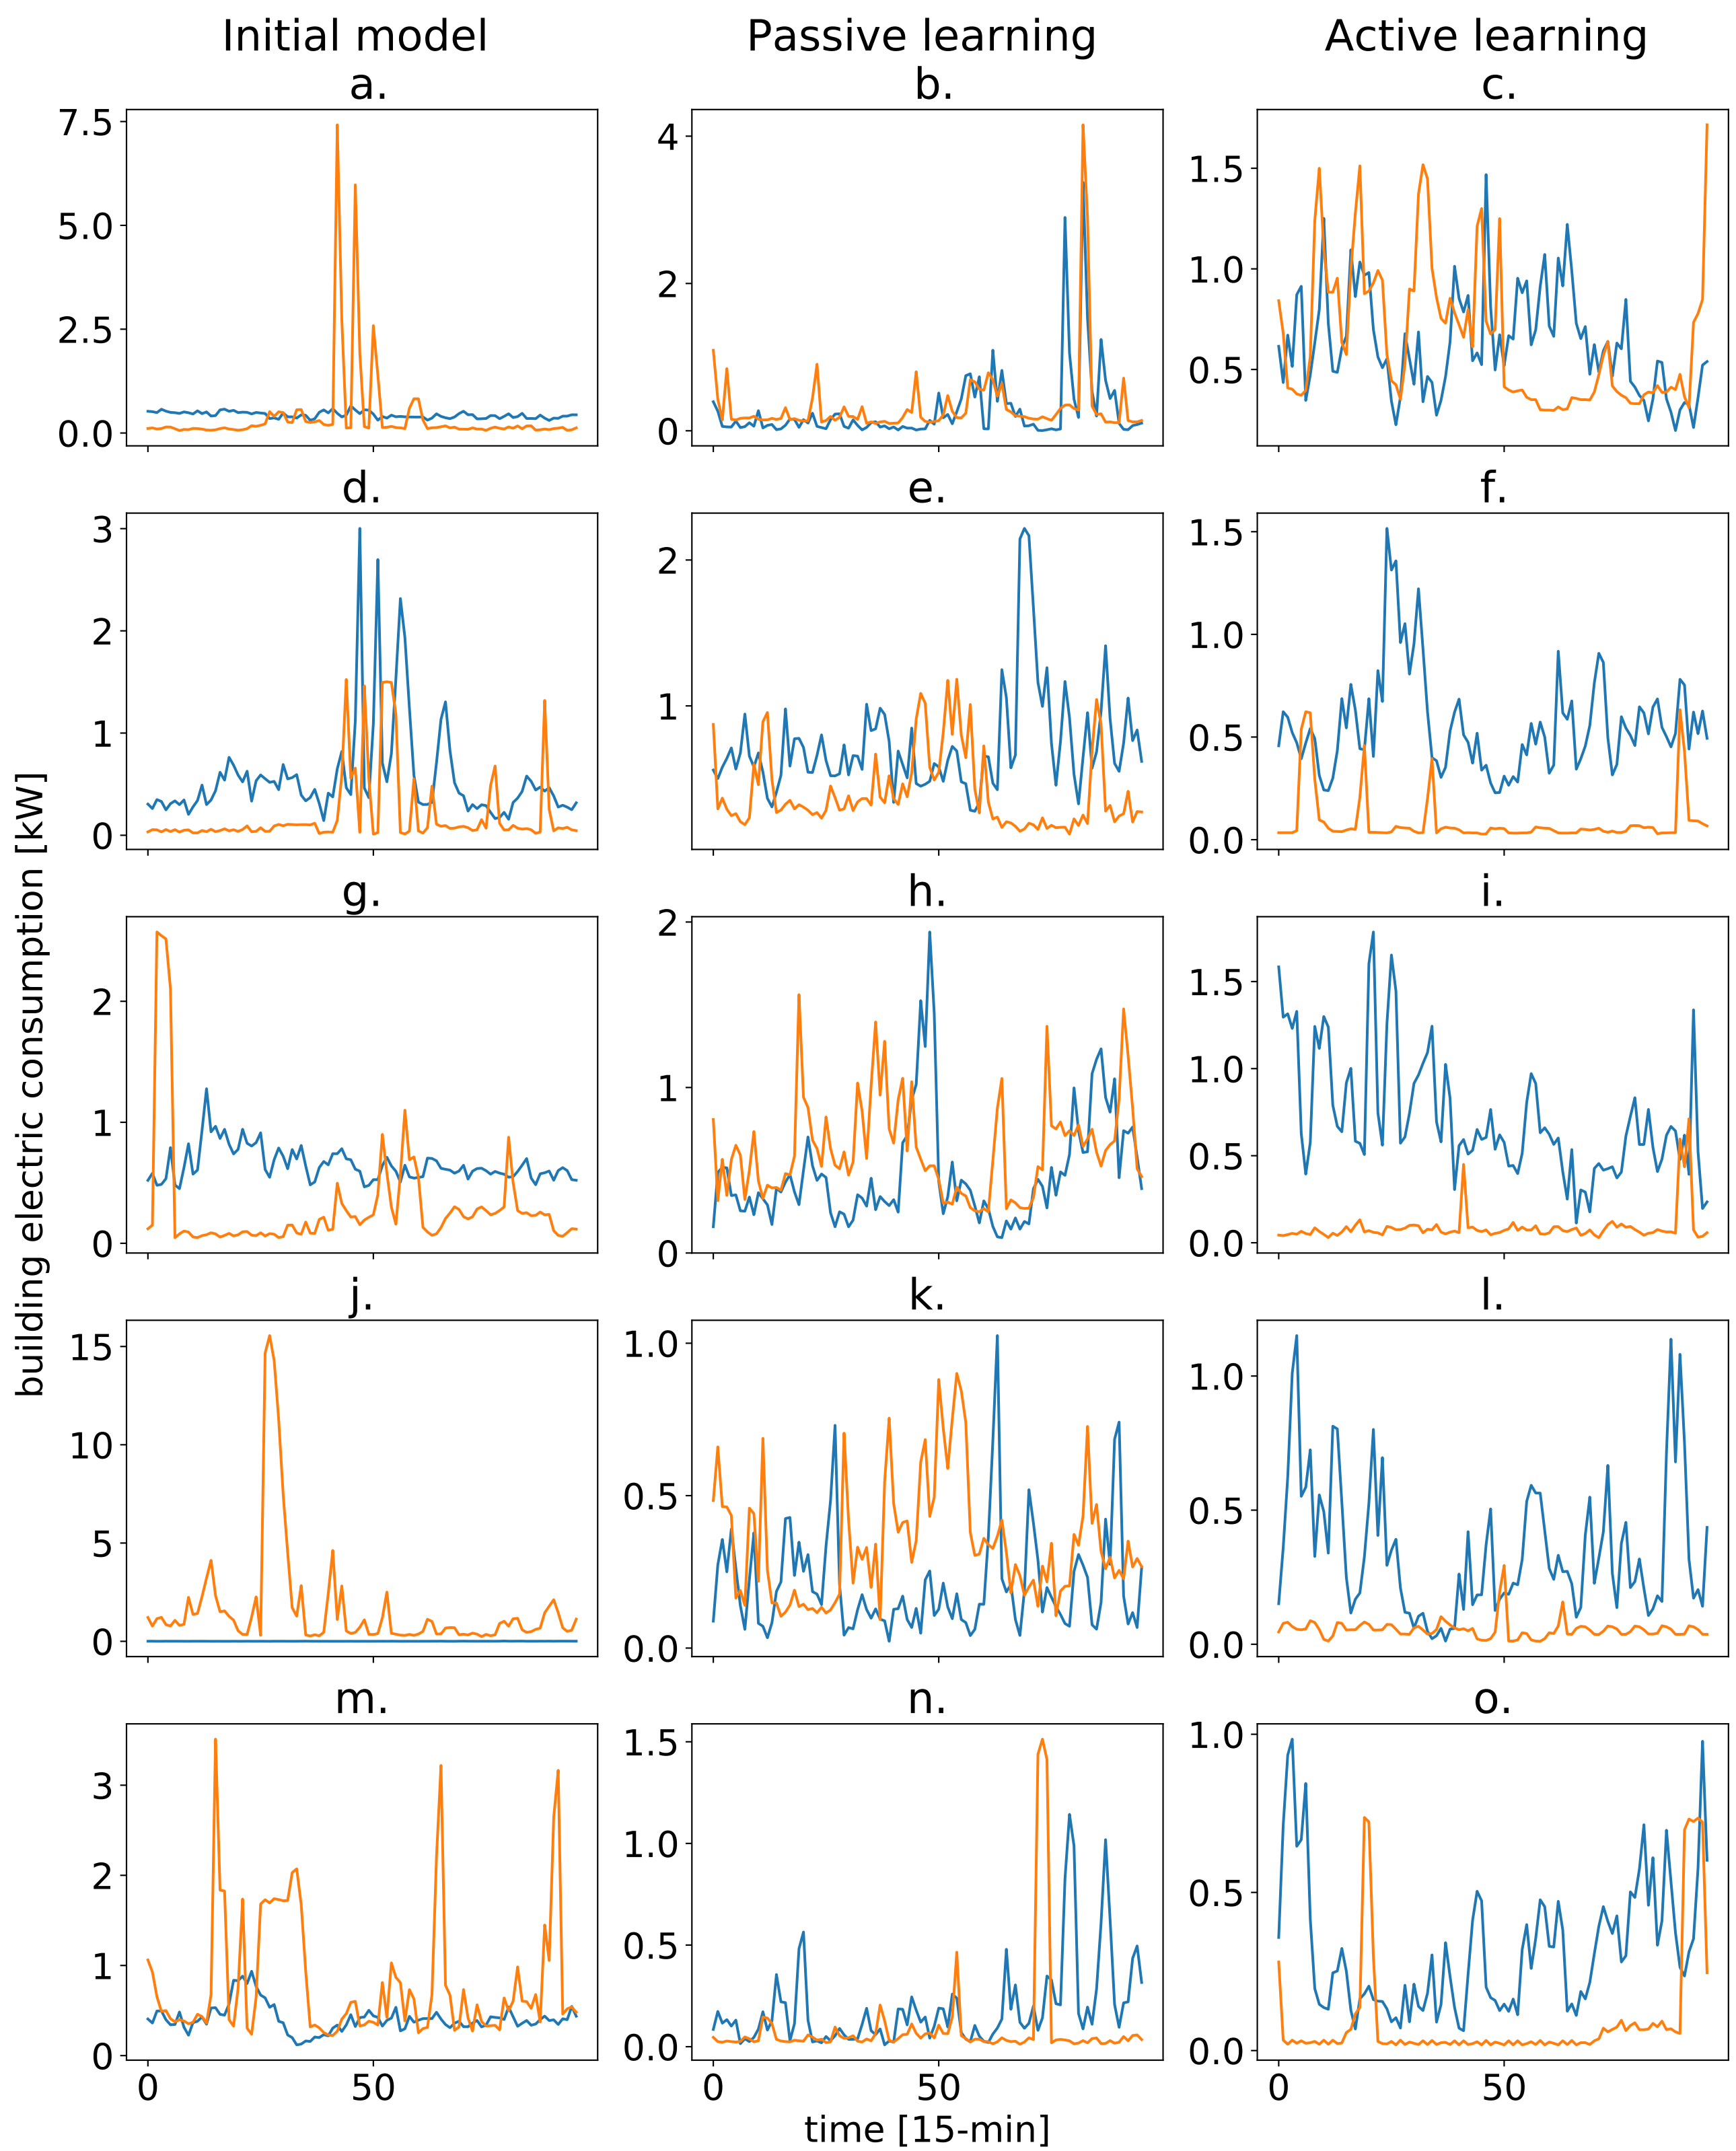 Initial model Passive learning Active learning
a. b. c.
7.5 5.0 2.5 0.0
4 2 0
1.5 1.0 0.5
d. e. f.
3 2 1 0
2 1
1.5 1.0 0.5 0.0
g. h. i.
2 1 0
2 1 0
1.5 1.0 0.5 0.0
j. k. l.
15 10 5 0
1.0 0.5 0.0
1.0 0.5 0.0
m. n. o.
3 2 1 0
1.5 1.0 0.5 0.0
1.0 0.5 0.0
0 50 0 50 0 50
building electric consumption [kW]
time [15-min]